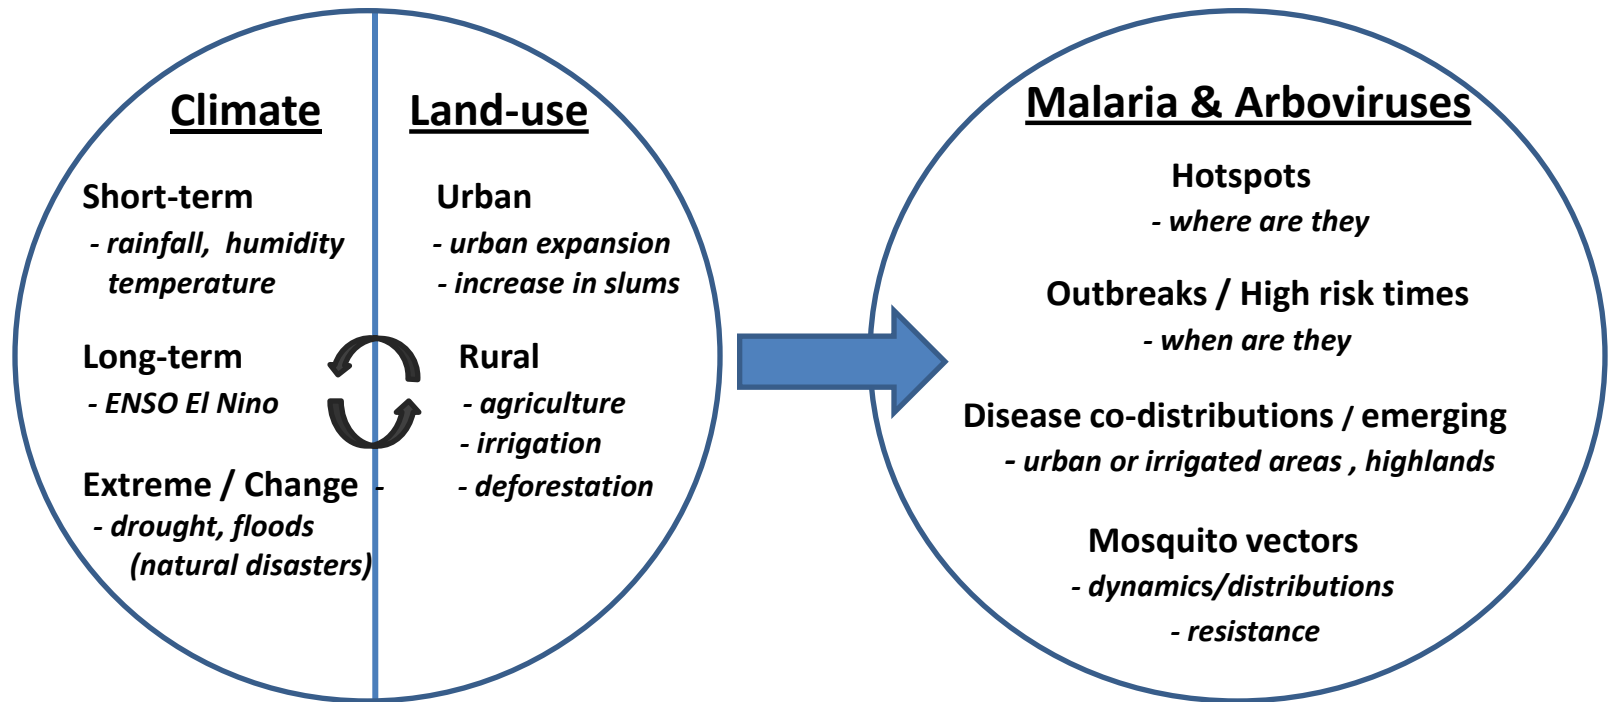 Climate
Short-term
- rainfall, humidity
temperature
Long-term
- ENSO El Nino
Extreme / Change -
- drought, floods
(natural disasters)
Land-use
Urban
- urban expansion
- increase in slums
Rural
- agriculture
- irrigation
- deforestation
Malaria & Arboviruses
Hotspots
- where are they
Outbreaks / High risk times
- when are they
Disease co-distributions / emerging
- urban or irrigated areas , highlands
Mosquito vectors
- dynamics/distributions
- resistance